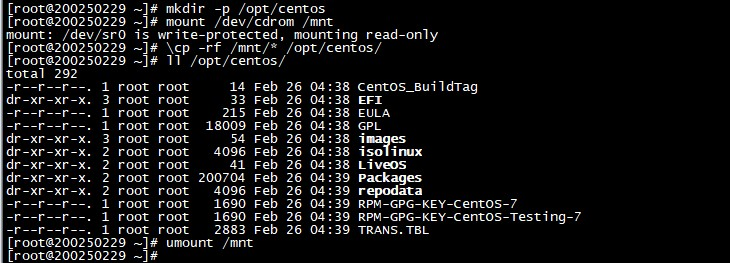 [root@200250229 ~]# mkdir -p /opt/centos
[root@200250229 ~]# mount /dev/cdrom /mnt
mount: /dev/sr0 is write-protected, mounting read-only
[root@200250229 ~]# \cp -rf /mnt/* /opt/centos/
[root@200250229 ~]# ll /opt/centos/
total 292
-r--r--r--. 1 root root     14 Feb 26 04:38 CentOS_BuildTag
dr-xr-xr-x. 3 root root     33 Feb 26 04:38 EFI
-r--r--r--. 1 root root    215 Feb 26 04:38 EULA
-r--r--r--. 1 root root  18009 Feb 26 04:38 GPL
dr-xr-xr-x. 3 root root     54 Feb 26 04:38 images
dr-xr-xr-x. 2 root root   4096 Feb 26 04:38 isolinux
dr-xr-xr-x. 2 root root     41 Feb 26 04:38 LiveOS
dr-xr-xr-x. 2 root root 200704 Feb 26 04:39 Packages
dr-xr-xr-x. 2 root root   4096 Feb 26 04:39 repodata
-r--r--r--. 1 root root   1690 Feb 26 04:39 RPM-GPG-KEY-CentOS-7
-r--r--r--. 1 root root   1690 Feb 26 04:39 RPM-GPG-KEY-CentOS-Testing-7
-r--r--r--. 1 root root   2883 Feb 26 04:39 TRANS.TBL
[root@200250229 ~]# umount /mnt
[root@200250229 ~]#